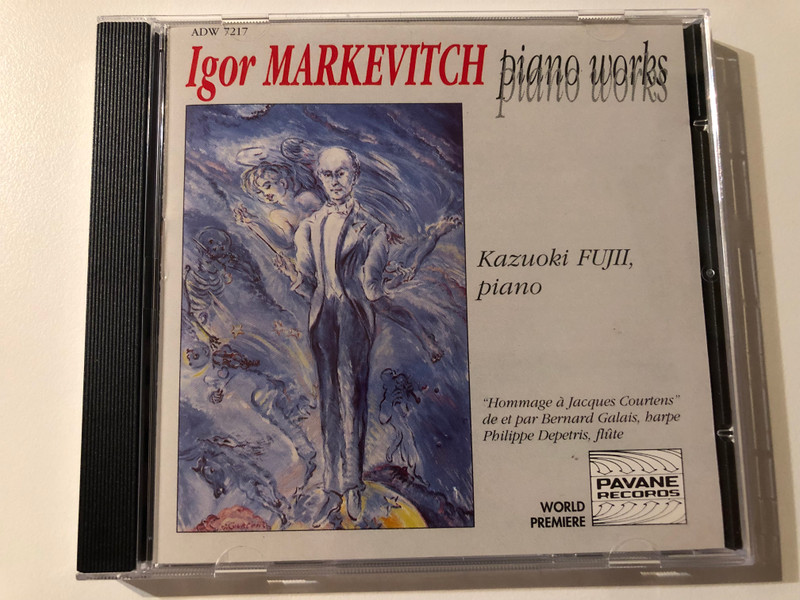 ADW 7217
Igor MARKEVITCH piano works
Kazuoki FUJII,
piano
"Hommage à Jacques Courtens"
de et par Bernard Galais, harpe
Philippe Depetris, flûte
WORLD
PREMIERE
PAVANE
RECORDS